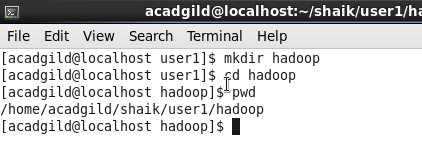 acadgild@localhost:~/shaik/user1/ha
File Edit View Search Terminal Help
[acadgild@localhost user1]$ mkdir hadoop
[acadgild@localhost user1]$ cd hadoop
[acadgild@localhost hadoop]$ pwd
/home/acadgild/shaik/user1/hadoop
[acadgild@localhost hadoop]$